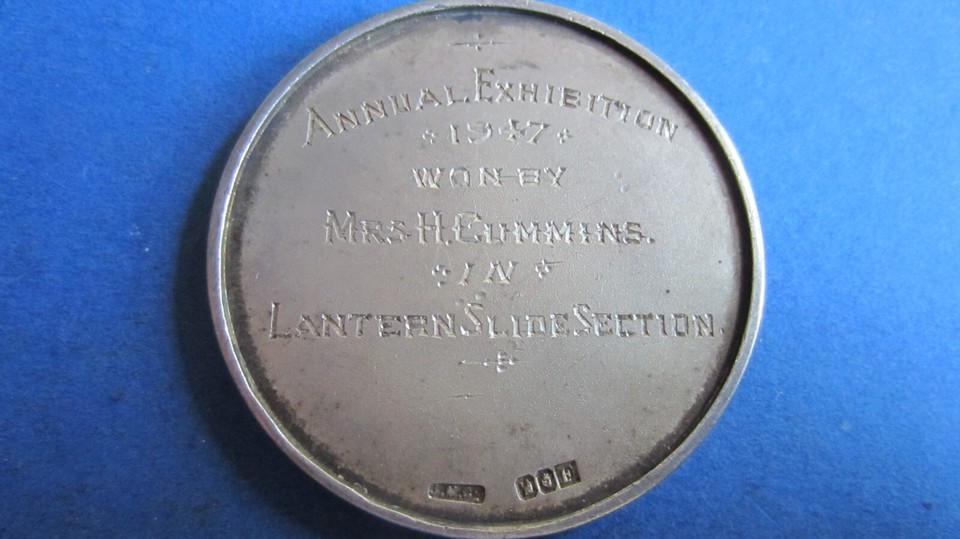 ANNUAL EXHIBITION
1947
WON BY
MRS H. CUMMINS.
IN
LANTERN SLIDE SECTION.